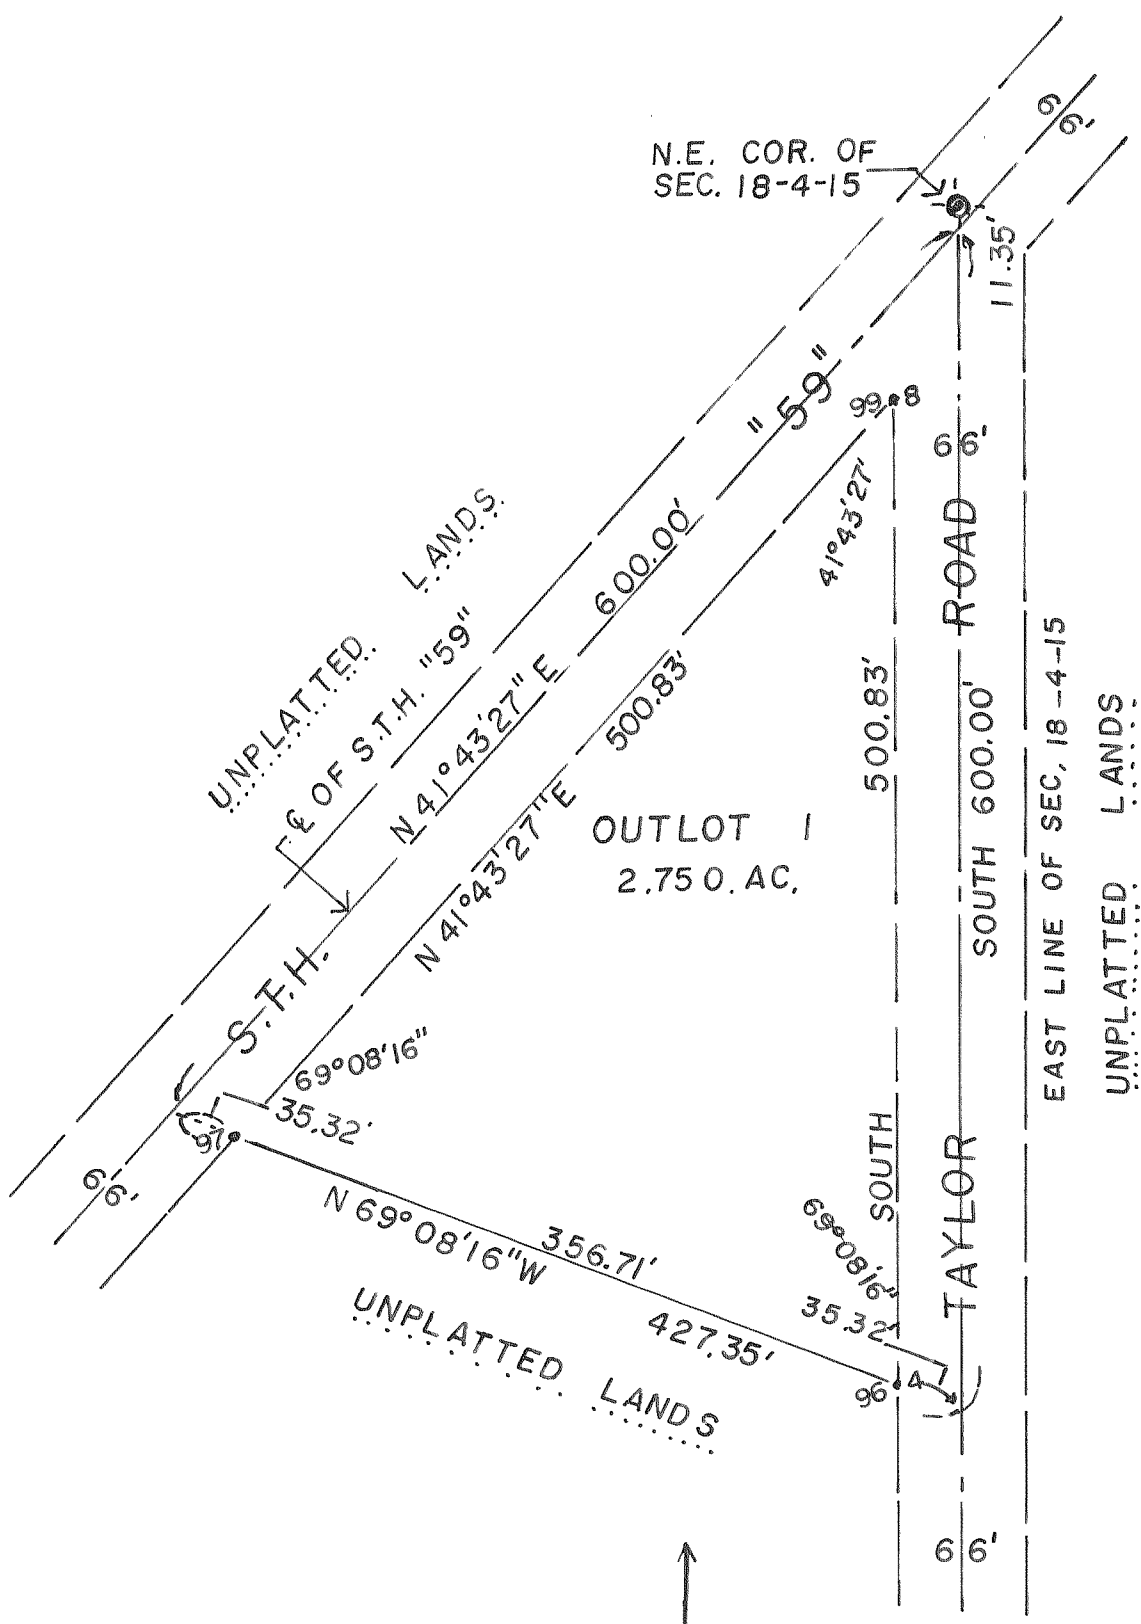 N.E. COR. OF
SEC. 18-4-15
66'
11.35'
"59"
99
8
66'
41°43'27'
UNPLATTED LANDS
℄ OF S.T.H. "59"
N 41°43'27" E 600.00'
N 41°43'27" E 500.83'
OUTLOT 1
2.750. AC.
500.83'
SOUTH
TAYLOR ROAD
SOUTH 600.00'
EAST LINE OF SEC, 18-4-15
UNPLATTED LANDS
S.T.H.
69°08'16"
35.32'
97
66'
N 69°08'16"W
356.71'
427.35'
69°08'16"
35.32'
96
4
UNPLATTED LANDS
66'